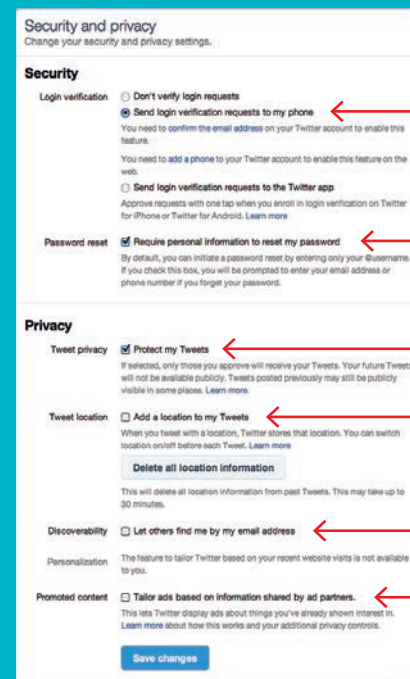 Security and privacy
Change your security and privacy settings.
Security
Login verification
Don't verify login requests
Send login verification requests to my phone
You need to confirm the email address on your Twitter account to enable this
feature.
You need to add a phone to your Twitter account to enable this feature on the
web.
Send login verification requests to the Twitter app
Approve requests with one tap when you enroll in login verification on Twitter
for iPhone or Twitter for Android. Learn more
Password reset
Require personal information to reset my password
By default, you can initiate a password reset by entering only your @username.
If you check this box, you will be prompted to enter your email address or
phone number if you forget your password.
Privacy
Tweet privacy
Protect my Tweets
If selected, only those you approve will receive your Tweets. Your future Tweets
will not be available publicly. Tweets posted previously may still be publicly
visible in some places. Learn more.
Tweet location
Add a location to my Tweets
When you tweet with a location, Twitter stores that location. You can switch
location on/off before each Tweet. Learn more
Delete all location information
This will delete all location information from past Tweets. This may take up to
30 minutes.
Discoverability
Let others find me by my email address
Personalization
The feature to tailor Twitter based on your recent website visits is not available
to you.
Promoted content
Tailor ads based on information shared by ad partners.
This lets Twitter display ads about things you've already shown interest in.
Learn more about how this works and your additional privacy controls.
Save changes